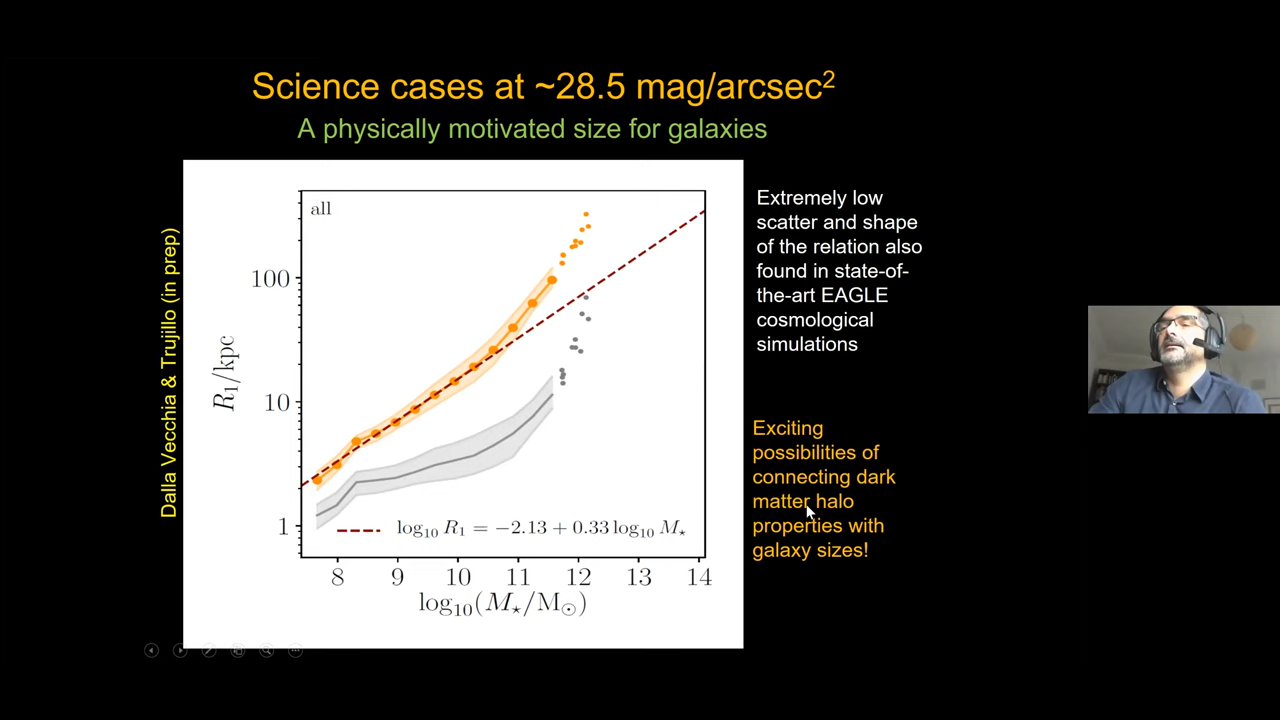 Science cases at ~28.5 mag/arcsec²
A physically motivated size for galaxies
Dalla Vecchia & Trujillo (in prep)
all
100
10
1
R₁/kpc
log₁₀ R₁ = −2.13 + 0.33 log₁₀ M⋆
8 9 10 11 12 13 14
log₁₀(M⋆/M☉)
Extremely low
scatter and shape
of the relation also
found in state-of-
the-art EAGLE
cosmological
simulations
Exciting
possibilities of
connecting dark
matter halo
properties with
galaxy sizes!